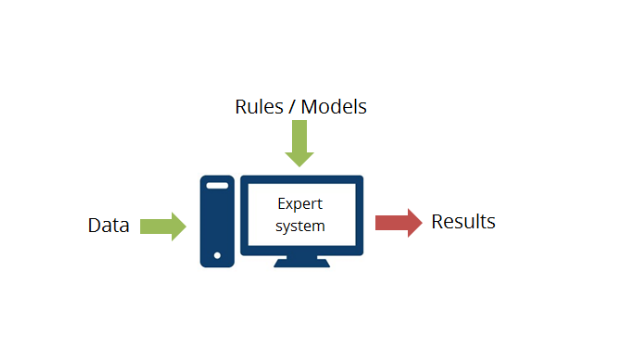 Rules / Models
Expert
system
Data
Results